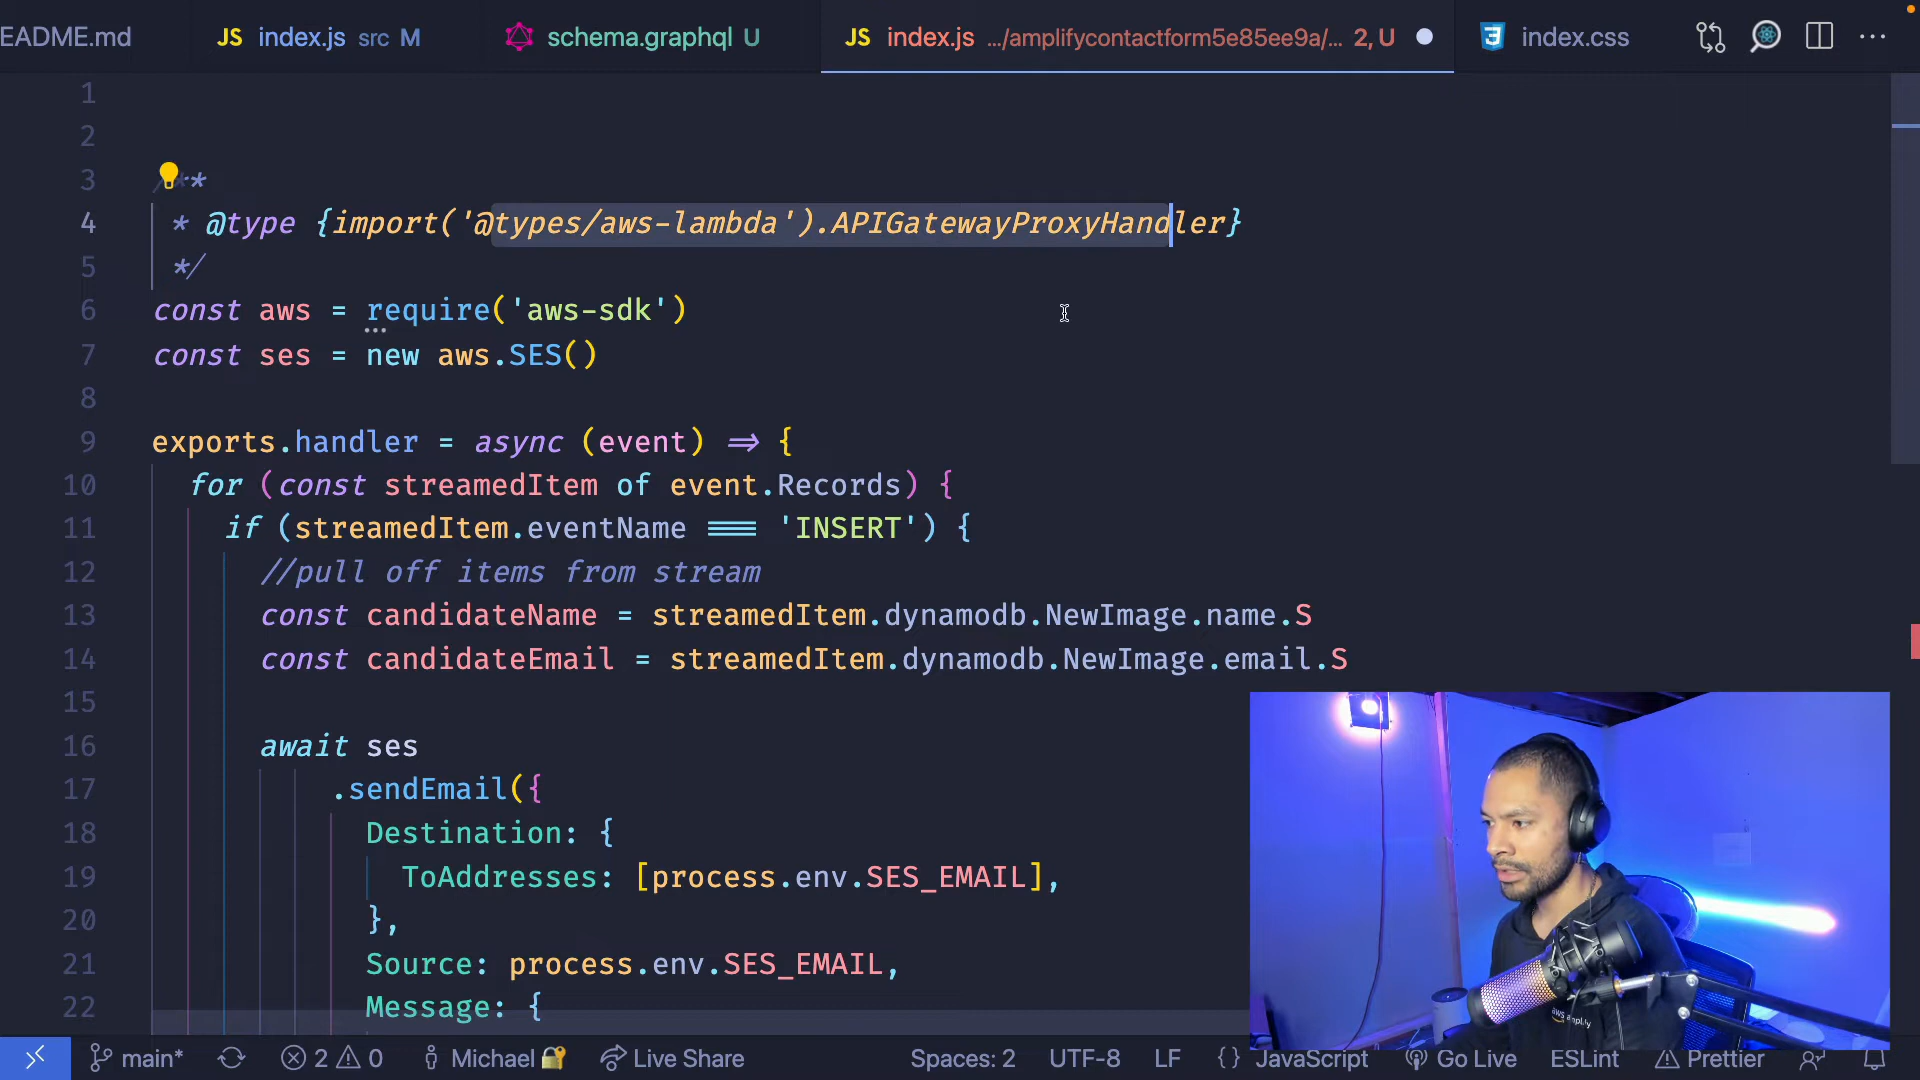 EADME.md
JS index.js src M
schema.graphql U
JS index.js .../amplifycontactform5e85ee9a/... 2, U
index.css
1
2
3 /**
4 * @type {import('@types/aws-lambda').APIGatewayProxyHandler}
5 */
6 const aws = require('aws-sdk')
7 const ses = new aws.SES()
8
9 exports.handler = async (event) => {
10 for (const streamedItem of event.Records) {
11 if (streamedItem.eventName === 'INSERT') {
12 //pull off items from stream
13 const candidateName = streamedItem.dynamodb.NewImage.name.S
14 const candidateEmail = streamedItem.dynamodb.NewImage.email.S
15
16 await ses
17 .sendEmail({
18 Destination: {
19 ToAddresses: [process.env.SES_EMAIL],
20 },
21 Source: process.env.SES_EMAIL,
22 Message: {
aws amplify
main* 2 0 Michael Live Share Spaces: 2 UTF-8 LF {} JavaScript Go Live ESLint Prettier